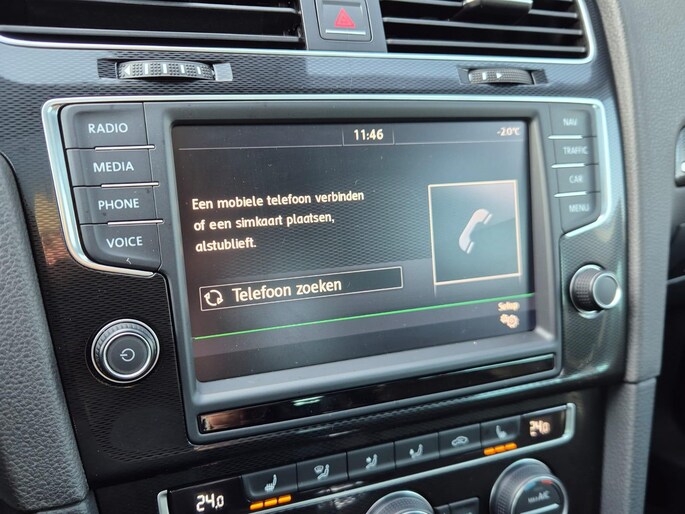 11:46
-2.0°C
RADIO
MEDIA
PHONE
VOICE
NAV
TRAFFIC
CAR
MENU
Een mobiele telefoon verbinden
of een simkaart plaatsen,
alstublieft.
Telefoon zoeken
Setup
24.0
24.0
A/C